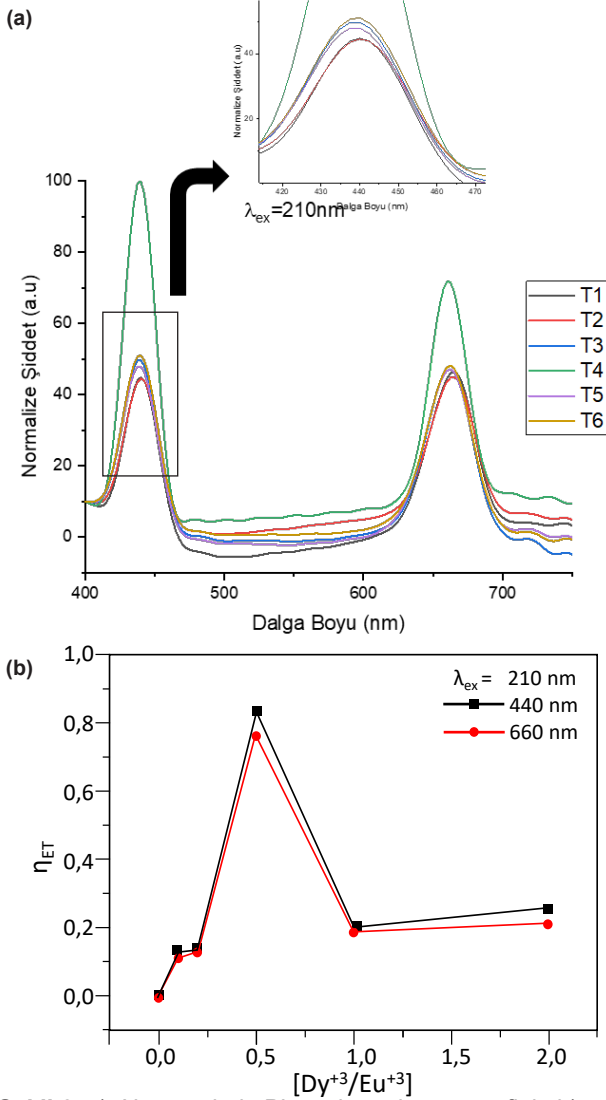 (a)
Normalize Şiddet (a.u)
40
20
420 430 440 450 460 470
Dalga Boyu (nm)
λex=210nm
Normalize Şiddet (a.u)
100
80
60
40
20
0
400 500 600 700
Dalga Boyu (nm)
T1
T2
T3
T4
T5
T6
(b)
λex = 210 nm
440 nm
660 nm
ηET
1,0
0,8
0,6
0,4
0,2
0,0
0,0 0,5 1,0 1,5 2,0
[Dy+3/Eu+3]